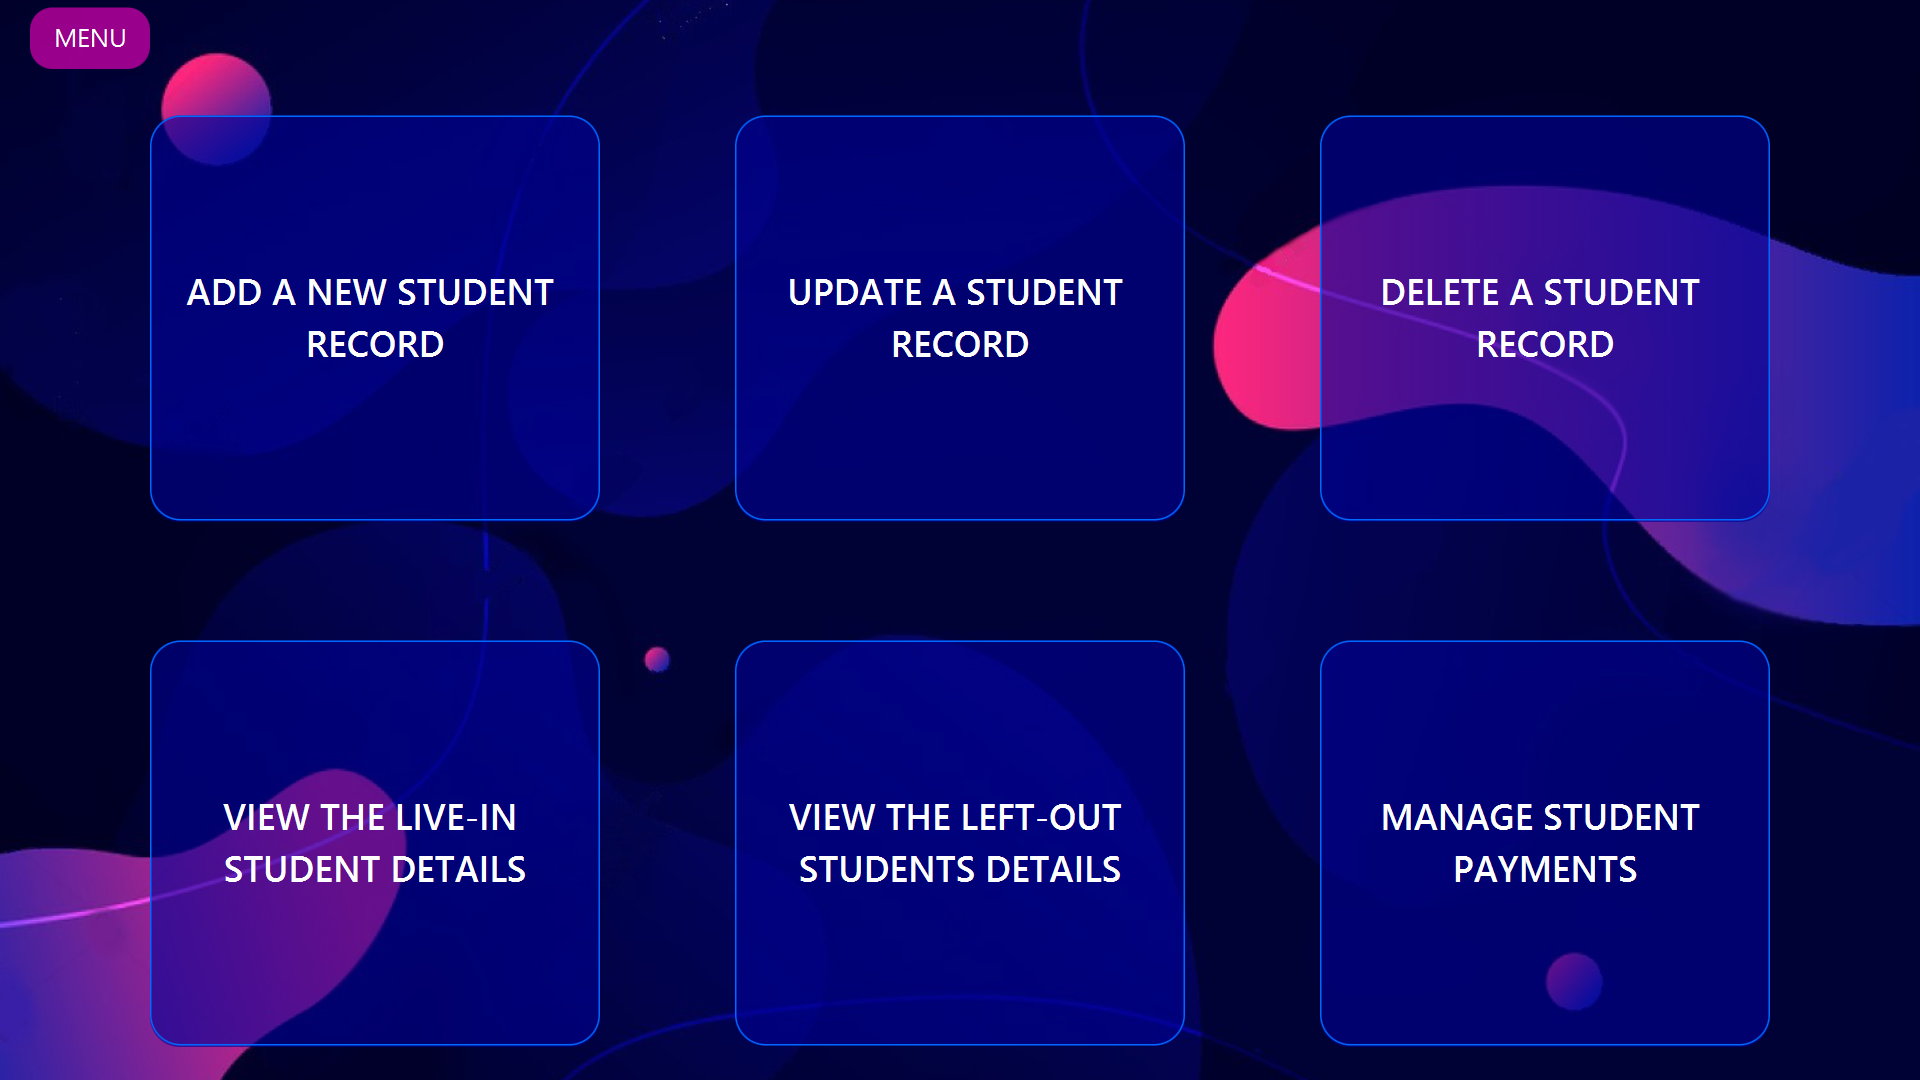 MENU
ADD A NEW STUDENT
RECORD
UPDATE A STUDENT
RECORD
DELETE A STUDENT
RECORD
VIEW THE LIVE-IN
STUDENT DETAILS
VIEW THE LEFT-OUT
STUDENTS DETAILS
MANAGE STUDENT
PAYMENTS